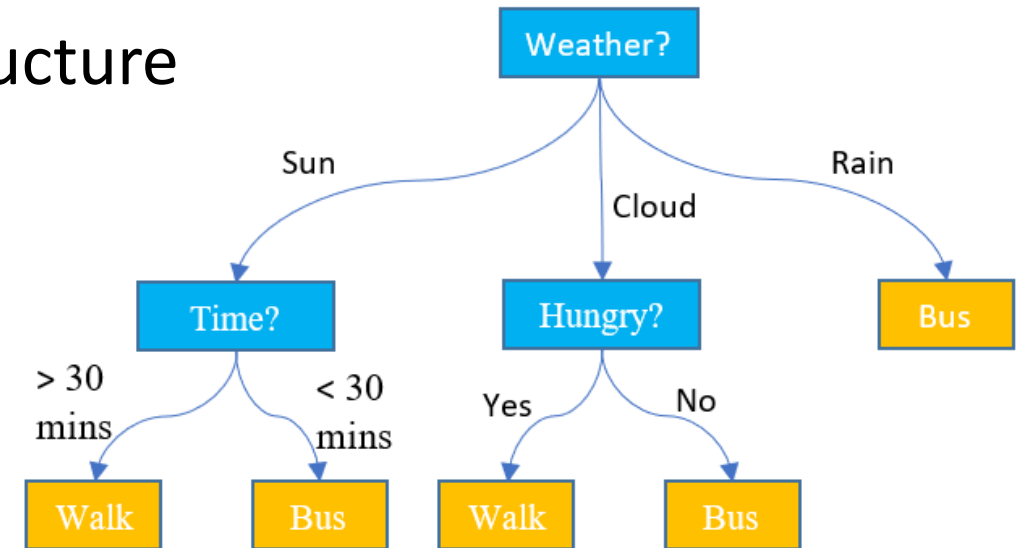 ucture
Weather?
Sun
Cloud
Rain
Time?
Hungry?
Bus
> 30
mins
< 30
mins
Yes
No
Walk
Bus
Walk
Bus